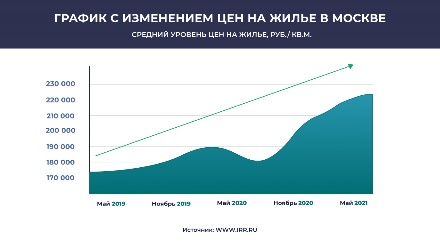 ГРАФИК С ИЗМЕНЕНИЕМ ЦЕН НА ЖИЛЬЕ В МОСКВЕ
СРЕДНИЙ УРОВЕНЬ ЦЕН НА ЖИЛЬЕ, РУБ./ КВ.М.
230 000
220 000
210 000
200 000
190 000
180 000
170 000
Май 2019 Ноябрь 2019 Май 2020 Ноябрь 2020 Май 2021
Источник: WWW.IRR.RU